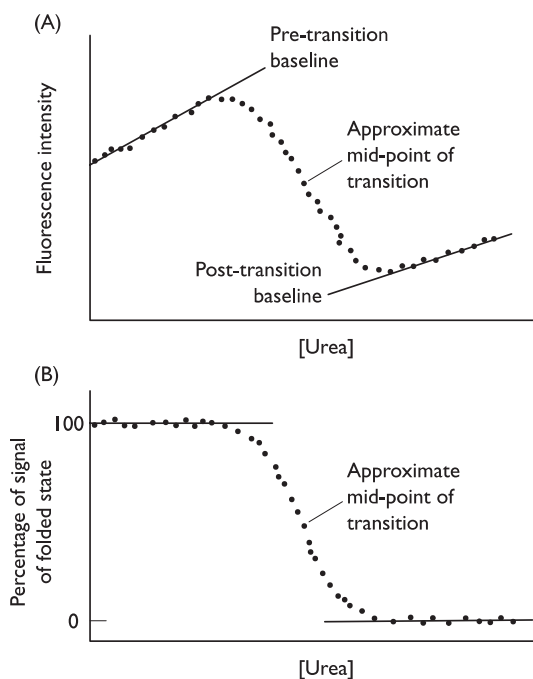 (A)
Pre-transition
baseline
Fluorescence intensity
Approximate
mid-point of
transition
Post-transition
baseline
[Urea]
(B)
100
Percentage of signal
of folded state
Approximate
mid-point of
transition
0
[Urea]